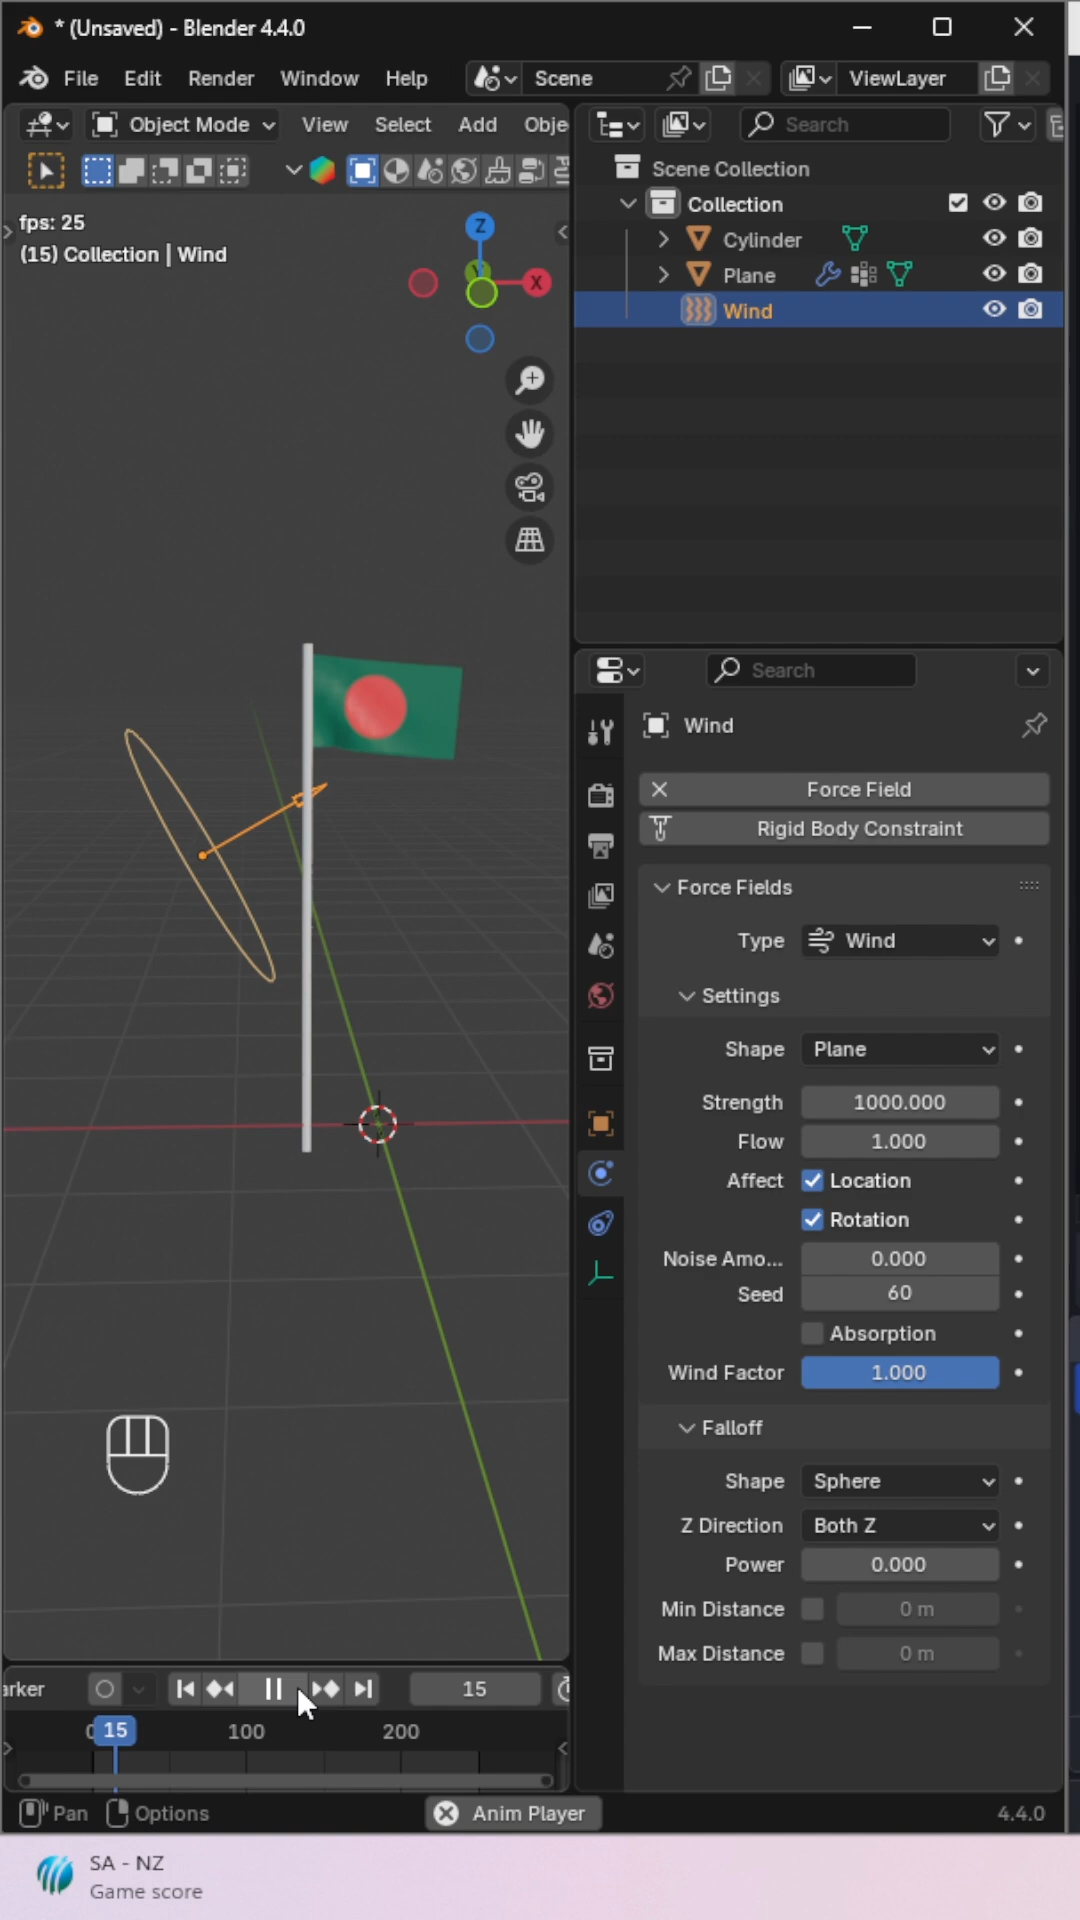 * (Unsaved) - Blender 4.4.0
File Edit Render Window Help Scene ViewLayer
Object Mode View Select Add Obje
Search
fps: 25
(15) Collection | Wind
Z
X
Scene Collection
Collection
Cylinder
Plane
Wind
Search
Wind
Force Field
Rigid Body Constraint
Force Fields
Type Wind
Settings
Shape Plane
Strength 1000.000
Flow 1.000
Affect Location
Rotation
Noise Amo... 0.000
Seed 60
Absorption
Wind Factor 1.000
Falloff
Shape Sphere
Z Direction Both Z
Power 0.000
Min Distance 0 m
Max Distance 0 m
arker 15
0 15 100 200
Pan Options Anim Player 4.4.0
SA - NZ
Game score